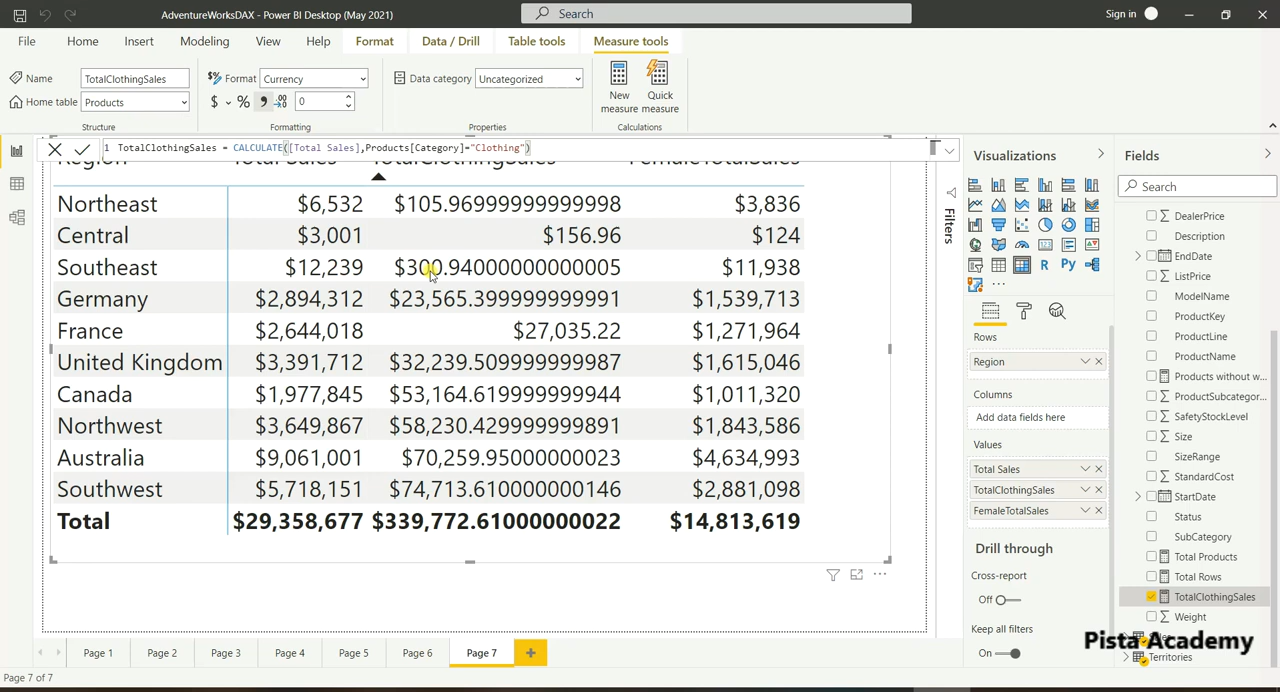 AdventureWorksDAX - Power BI Desktop (May 2021)
Search
Sign in
File Home Insert Modeling View Help Format Data / Drill Table tools Measure tools
Name TotalClothingSales
Format Currency
Data category Uncategorized
Home table Products
$ % 9 0
New measure
Quick measure
Structure Formatting Properties Calculations
1 TotalClothingSales = CALCULATE([Total Sales],Products[Category]="Clothing")
Region Total Sales TotalClothingSales FemaleTotalSales
Northeast $6,532 $105.96999999999998 $3,836
Central $3,001 $156.96 $124
Southeast $12,239 $300.94000000000005 $11,938
Germany $2,894,312 $23,565.399999999991 $1,539,713
France $2,644,018 $27,035.22 $1,271,964
United Kingdom $3,391,712 $32,239.509999999987 $1,615,046
Canada $1,977,845 $53,164.619999999944 $1,011,320
Northwest $3,649,867 $58,230.429999999891 $1,843,586
Australia $9,061,001 $70,259.95000000023 $4,634,993
Southwest $5,718,151 $74,713.610000000146 $2,881,098
Total $29,358,677 $339,772.61000000022 $14,813,619
Filters
Visualizations
R Py
Rows
Region
Columns
Add data fields here
Values
Total Sales
TotalClothingSales
FemaleTotalSales
Drill through
Cross-report
Off
Keep all filters
On
Fields
Search
DealerPrice
Description
EndDate
ListPrice
ModelName
ProductKey
ProductLine
ProductName
Products without w...
ProductSubcategor...
SafetyStockLevel
Size
SizeRange
StandardCost
StartDate
Status
SubCategory
Total Products
Total Rows
TotalClothingSales
Weight
Pista Academy
Territories
Page 1 Page 2 Page 3 Page 4 Page 5 Page 6 Page 7 +
Page 7 of 7